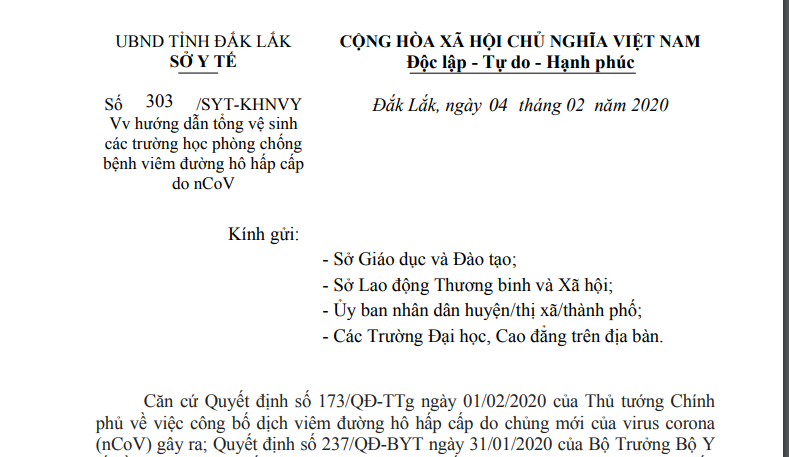 UBND TỈNH ĐẮK LẮK
SỞ Y TẾ
CỘNG HÒA XÃ HỘI CHỦ NGHĨA VIỆT NAM
Độc lập - Tự do - Hạnh phúc
Số 303 /SYT-KHNVY
Vv hướng dẫn tổng vệ sinh
các trường học phòng chống
bệnh viêm đường hô hấp cấp
do nCoV
Đắk Lắk, ngày 04 tháng 02 năm 2020
Kính gửi:
- Sở Giáo dục và Đào tạo;
- Sở Lao động Thương binh và Xã hội;
- Ủy ban nhân dân huyện/thị xã/thành phố;
- Các Trường Đại học, Cao đẳng trên địa bàn.
Căn cứ Quyết định số 173/QĐ-TTg ngày 01/02/2020 của Thủ tướng Chính
phủ về việc công bố dịch viêm đường hô hấp cấp do chủng mới của virus corona
(nCoV) gây ra; Quyết định số 237/QĐ-BYT ngày 31/01/2020 của Bộ Trưởng Bộ Y